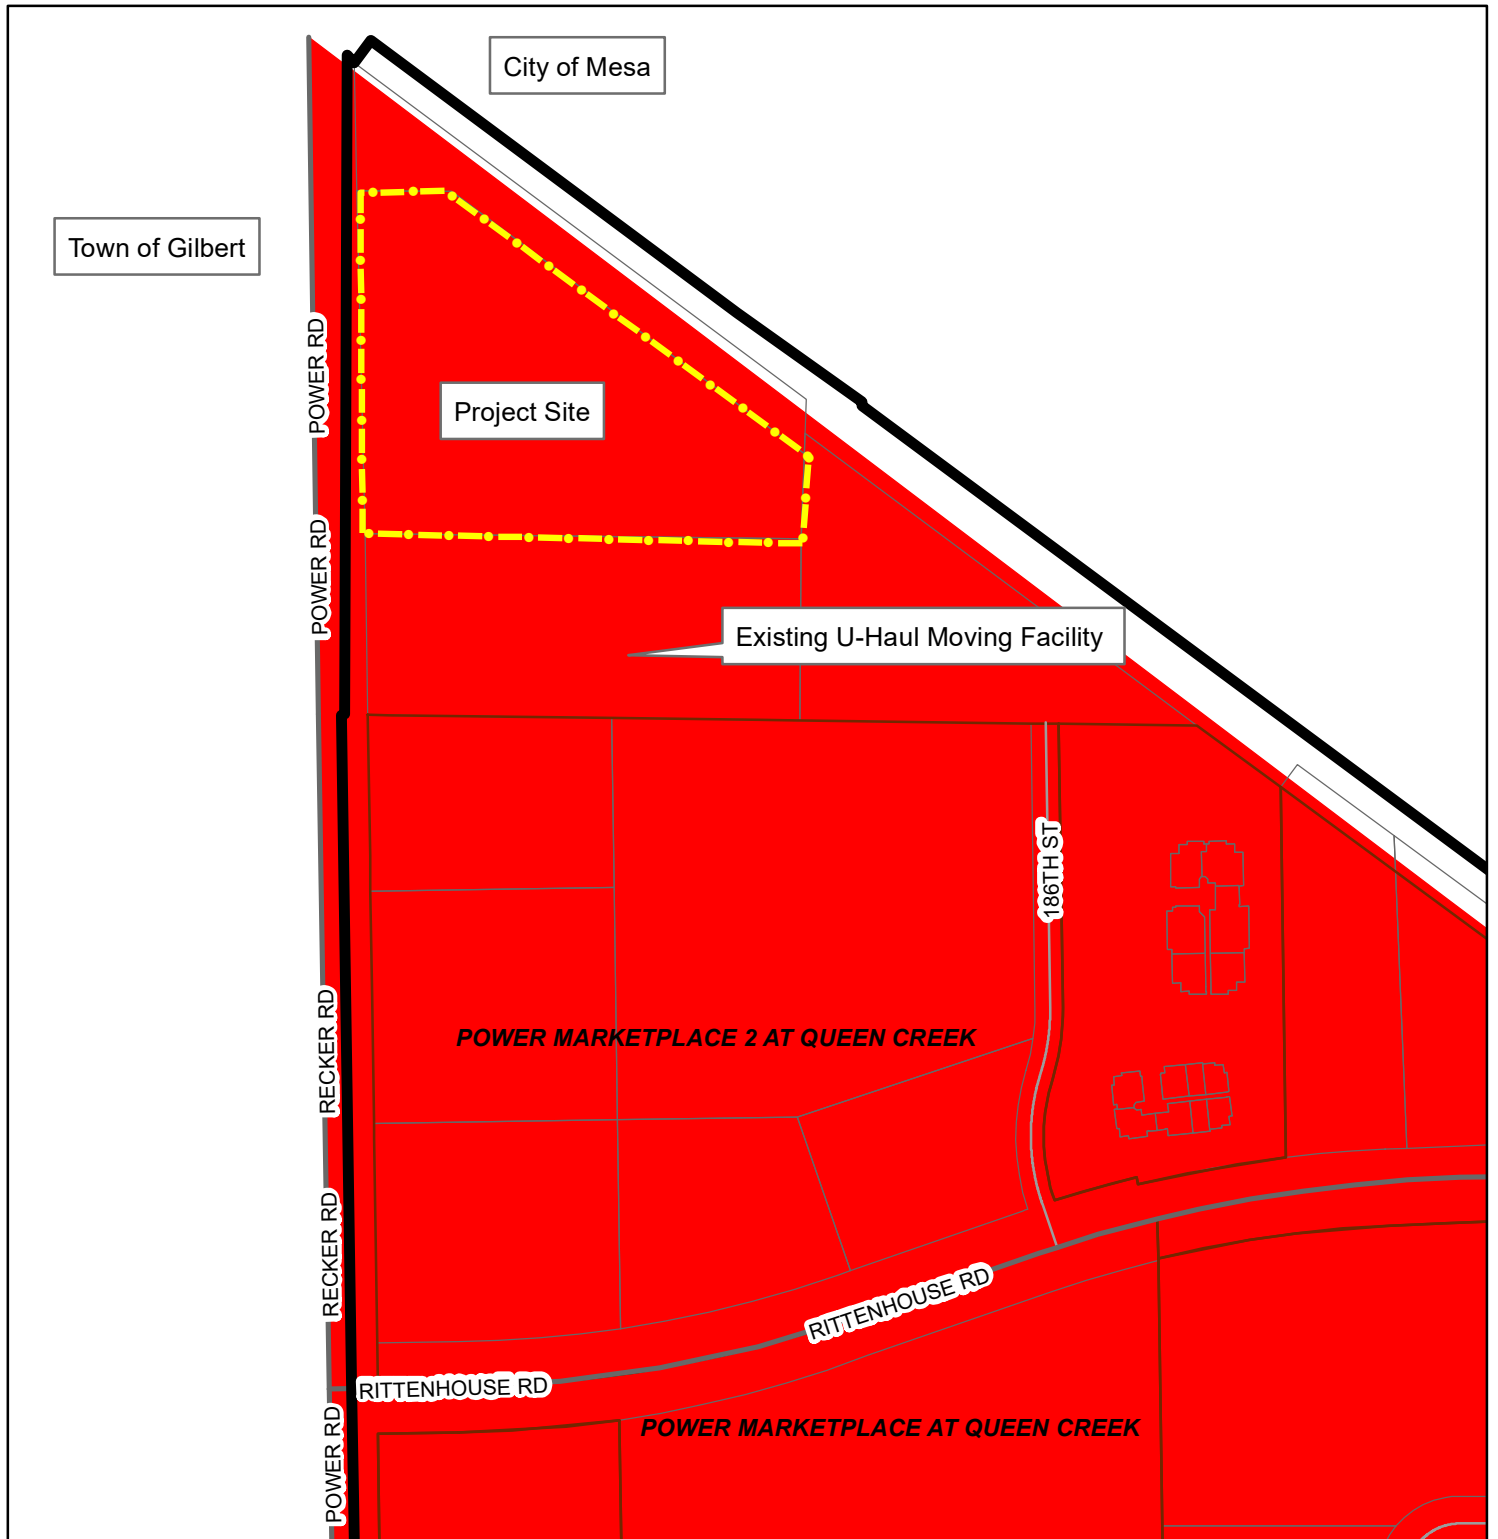 City of Mesa
Town of Gilbert
POWER RD
Project Site
POWER RD
Existing U-Haul Moving Facility
186TH ST
RECKER RD
POWER MARKETPLACE 2 AT QUEEN CREEK
RECKER RD
RITTENHOUSE RD
RITTENHOUSE RD
POWER RD
POWER MARKETPLACE AT QUEEN CREEK